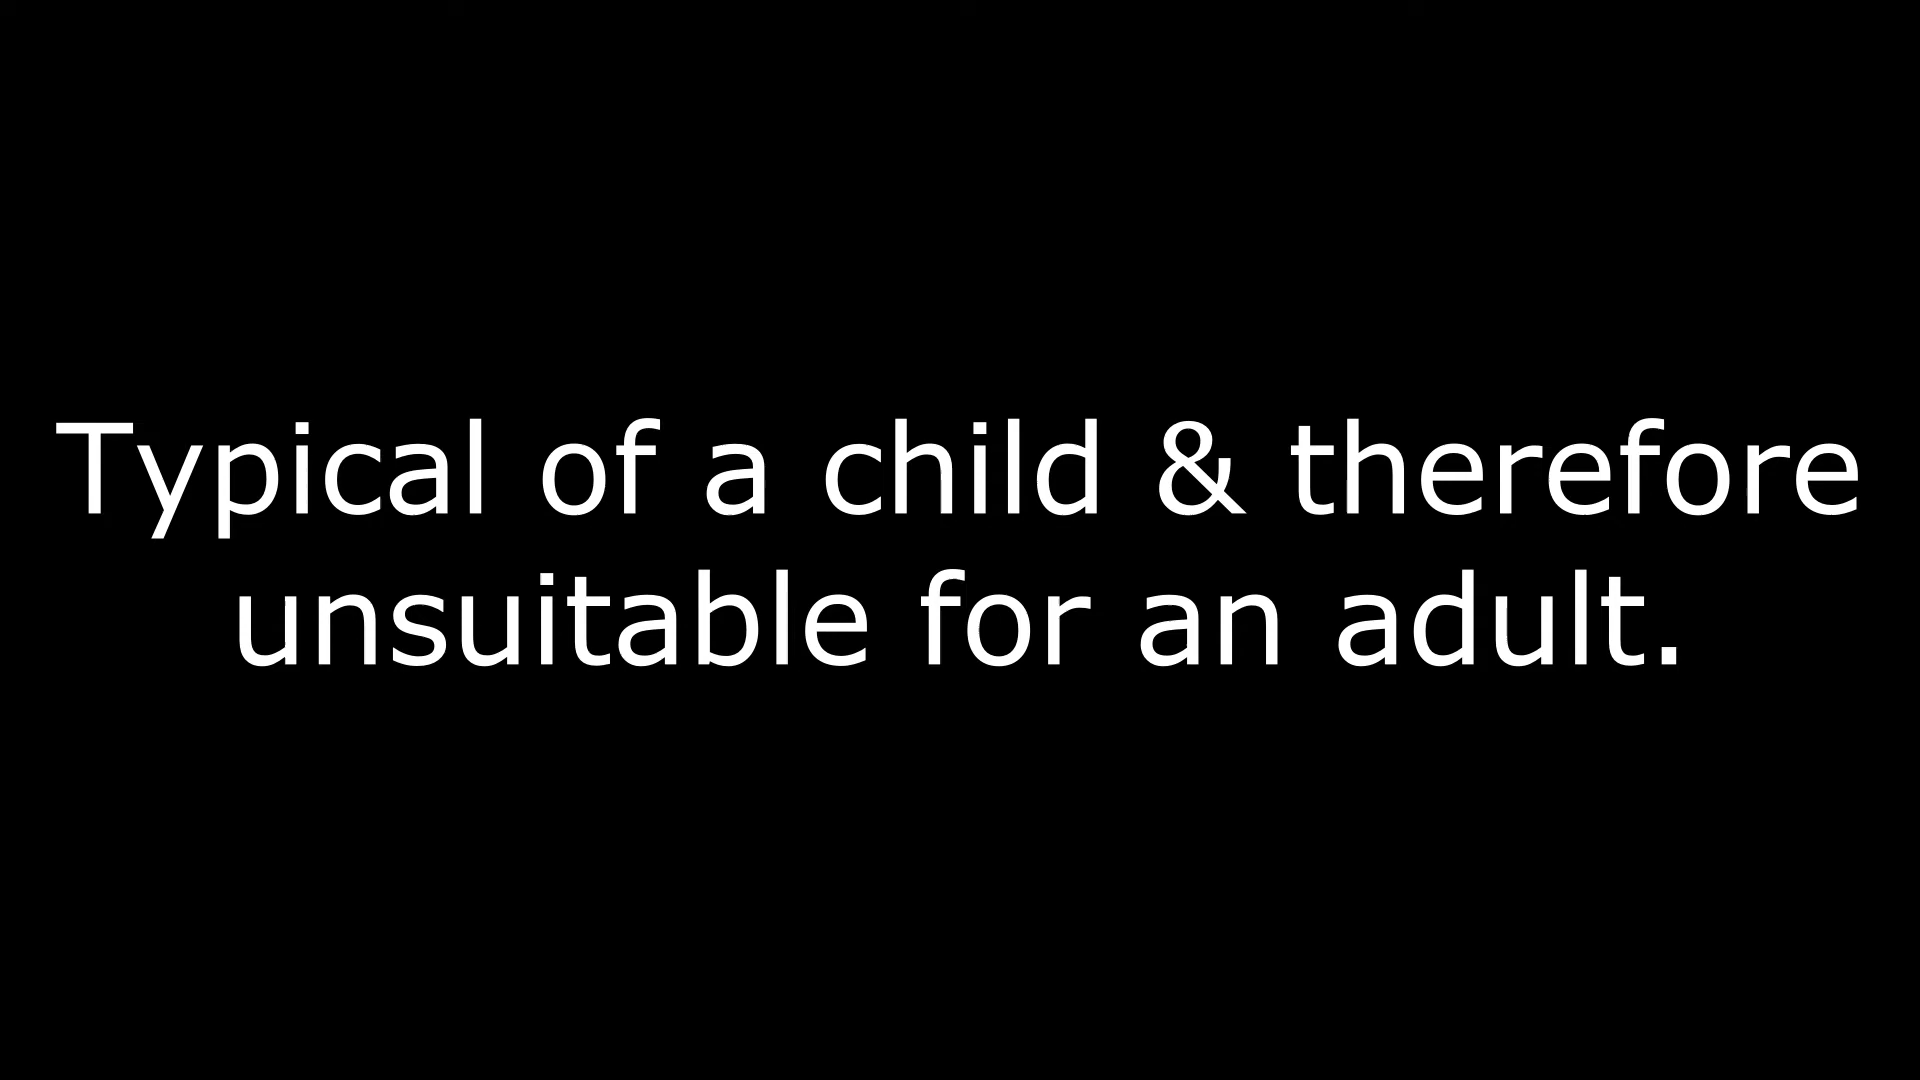 Typical of a child & therefore
unsuitable for an adult.